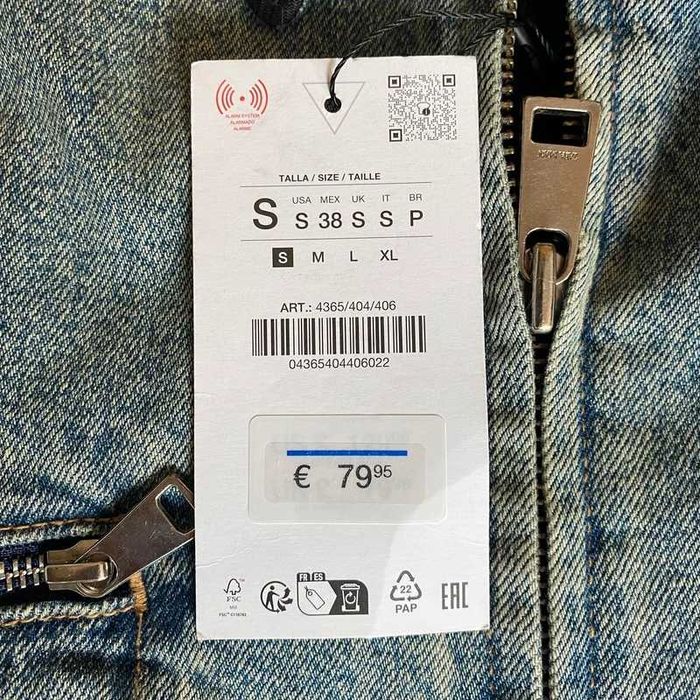 ALARM SYSTEM
ALARMADO
ALARME
TALLA / SIZE / TAILLE
USA MEX UK IT BR
S S 38 S S P
S M L XL
ART.: 4365/404/406
04365404406022
€ 79 95
FR ES
22
PAP
FSC
EAC